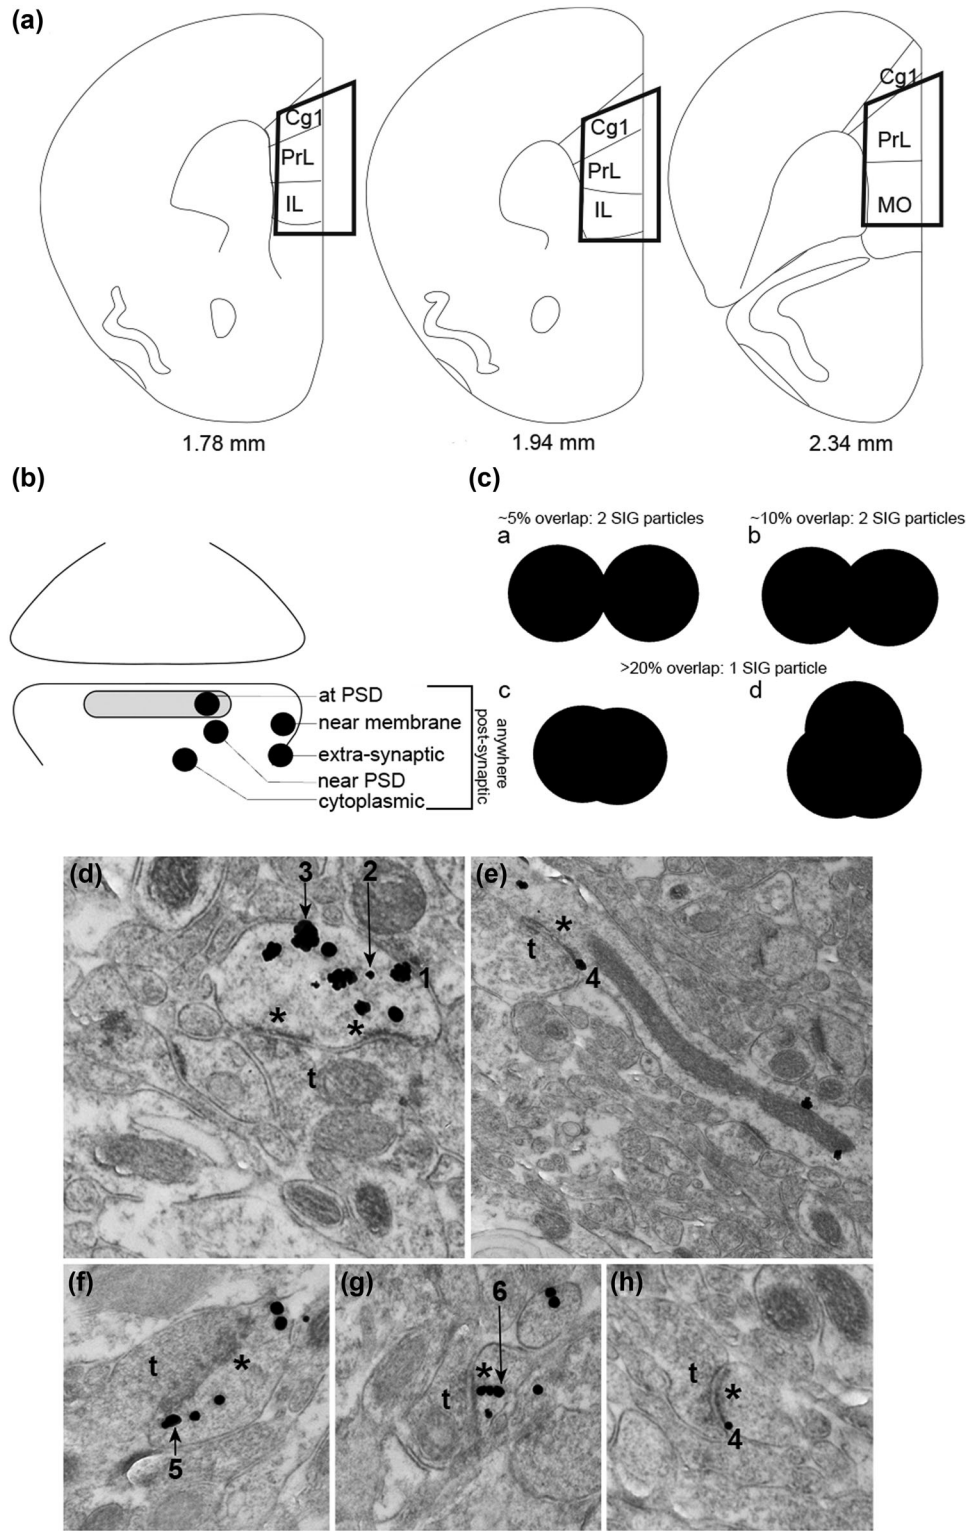 (a)
Cg1
PrL
IL
Cg1
PrL
IL
Cg1
PrL
MO
1.78 mm
1.94 mm
2.34 mm
(b)
at PSD
near membrane
extra-synaptic
near PSD
cytoplasmic
anywhere
post-synaptic
(c)
~5% overlap: 2 SIG particles
a
~10% overlap: 2 SIG particles
b
>20% overlap: 1 SIG particle
c
d
(d)
3
2
1
*
*
t
(e)
*
t
4
(f)
t
*
5
(g)
6
*
t
(h)
t
*
4